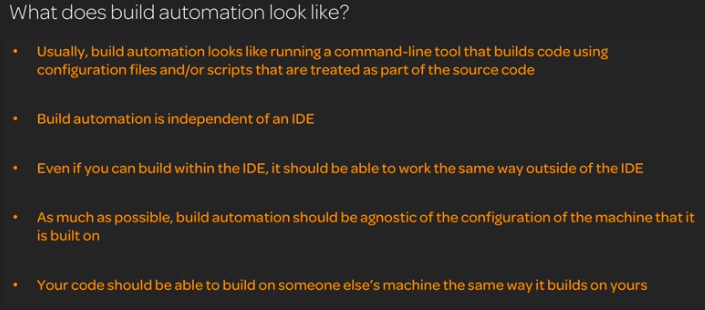 What does build automation look like?
• Usually, build automation looks like running a command-line tool that builds code using
configuration files and/or scripts that are treated as part of the source code
• Build automation is independent of an IDE
• Even if you can build within the IDE, it should be able to work the same way outside of the IDE
• As much as possible, build automation should be agnostic of the configuration of the machine that it
is built on
• Your code should be able to build on someone else's machine the same way it builds on yours